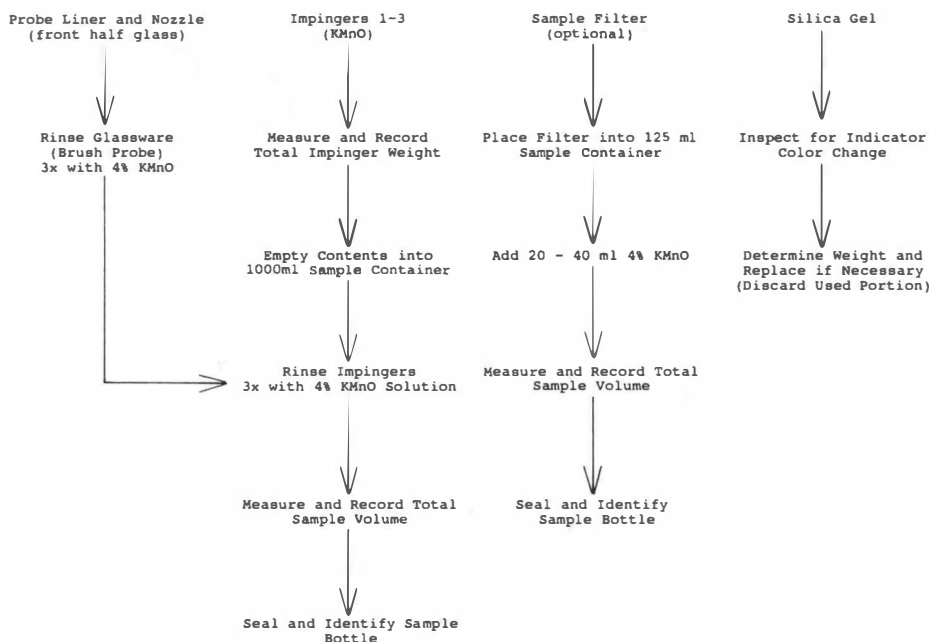 Probe Liner and Nozzle
(front half glass)
Rinse Glassware
(Brush Probe)
3x with 4% KMnO
Impingers 1-3
(KMnO)
Measure and Record
Total Impinger Weight
Empty Contents into
1000ml Sample Container
Rinse Impingers
3x with 4% KMnO Solution
Measure and Record Total
Sample Volume
Seal and Identify Sample
Bottle
Sample Filter
(optional)
Place Filter into 125 ml
Sample Container
Add 20 - 40 ml 4% KMnO
Measure and Record Total
Sample Volume
Seal and Identify
Sample Bottle
Silica Gel
Inspect for Indicator
Color Change
Determine Weight and
Replace if Necessary
(Discard Used Portion)